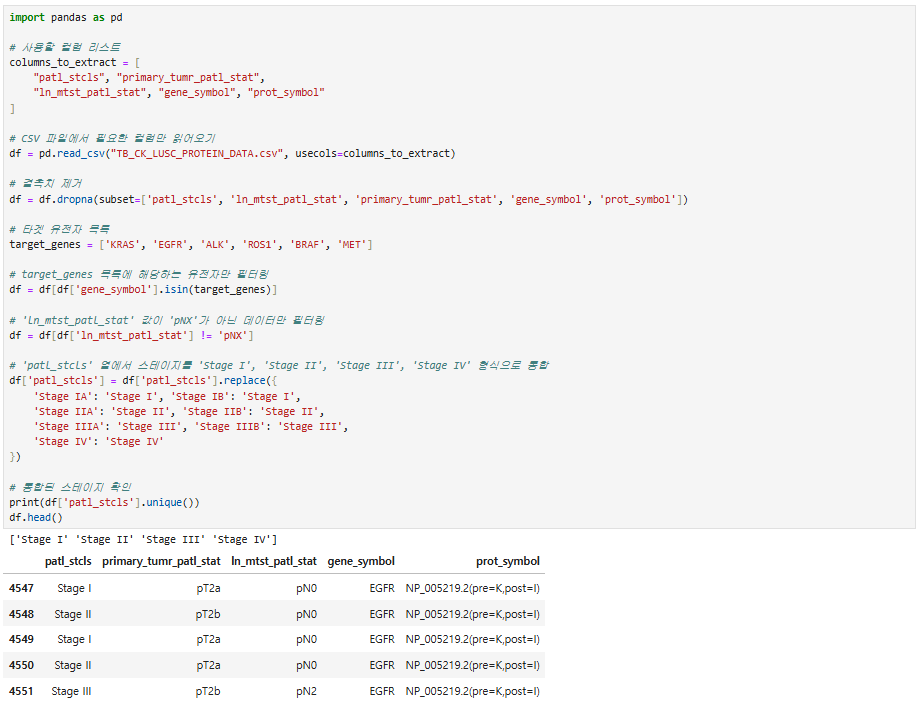 import pandas as pd
# 사용할 컬럼 리스트
columns_to_extract = [
"patl_stcls", "primary_tumr_patl_stat",
"ln_mtst_patl_stat", "gene_symbol", "prot_symbol"
]
# CSV 파일에서 필요한 컬럼만 읽어오기
df = pd.read_csv("TB_CK_LUSC_PROTEIN_DATA.csv", usecols=columns_to_extract)
# 결측치 제거
df = df.dropna(subset=['patl_stcls', 'ln_mtst_patl_stat', 'primary_tumr_patl_stat', 'gene_symbol', 'prot_symbol'])
# 타겟 유전자 목록
target_genes = ['KRAS', 'EGFR', 'ALK', 'ROS1', 'BRAF', 'MET']
# target_genes 목록에 해당하는 유전자만 필터링
df = df[df['gene_symbol'].isin(target_genes)]
# 'ln_mtst_patl_stat' 값이 'pNX'가 아닌 데이터만 필터링
df = df[df['ln_mtst_patl_stat'] != 'pNX']
# 'patl_stcls' 열에서 스테이지를 'Stage I', 'Stage II', 'Stage III', 'Stage IV' 형식으로 통합
df['patl_stcls'] = df['patl_stcls'].replace({
'Stage IA': 'Stage I', 'Stage IB': 'Stage I',
'Stage IIA': 'Stage II', 'Stage IIB': 'Stage II',
'Stage IIIA': 'Stage III', 'Stage IIIB': 'Stage III',
'Stage IV': 'Stage IV'
})
# 통합된 스테이지 확인
print(df['patl_stcls'].unique())
df.head()
['Stage I' 'Stage II' 'Stage III' 'Stage IV']
patl_stcls primary_tumr_patl_stat ln_mtst_patl_stat gene_symbol prot_symbol
4547 Stage I pT2a pN0 EGFR NP_005219.2(pre=K,post=I)
4548 Stage II pT2b pN0 EGFR NP_005219.2(pre=K,post=I)
4549 Stage I pT2a pN0 EGFR NP_005219.2(pre=K,post=I)
4550 Stage II pT2a pN0 EGFR NP_005219.2(pre=K,post=I)
4551 Stage III pT2b pN2 EGFR NP_005219.2(pre=K,post=I)